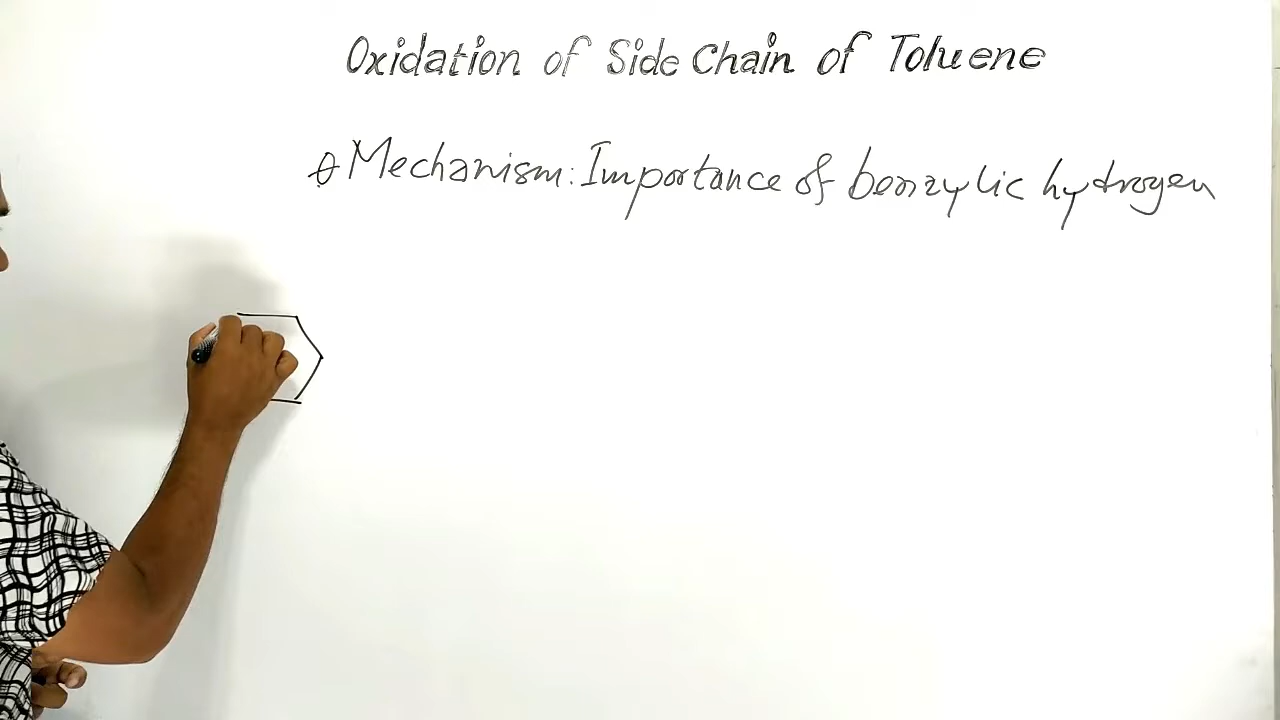 Oxidation of Side Chain of Toluene
Mechanism: Importance of benzylic hydrogen